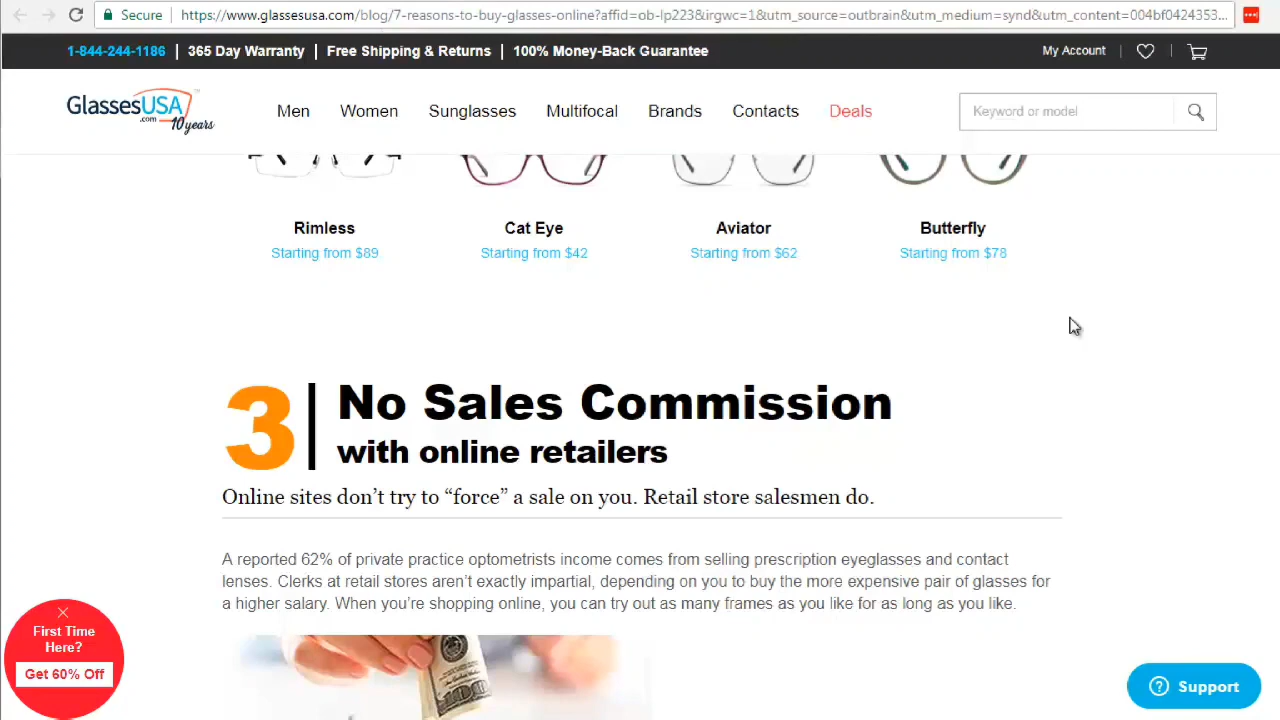 Secure
https://www.glassesusa.com/blog/7-reasons-to-buy-glasses-online?affid=ob-lp223&irgwc=1&utm_source=outbrain&utm_medium=synd&utm_content=004bf0424353...
1-844-244-1186 | 365 Day Warranty | Free Shipping & Returns | 100% Money-Back Guarantee
My Account
GlassesUSA
.com 10 years
Men Women Sunglasses Multifocal Brands Contacts Deals
Keyword or model
Rimless Cat Eye Aviator Butterfly
Starting from $89 Starting from $42 Starting from $62 Starting from $78
3 No Sales Commission
with online retailers
Online sites don’t try to “force” a sale on you. Retail store salesmen do.
A reported 62% of private practice optometrists income comes from selling prescription eyeglasses and contact
lenses. Clerks at retail stores aren’t exactly impartial, depending on you to buy the more expensive pair of glasses for
a higher salary. When you’re shopping online, you can try out as many frames as you like for as long as you like.
First Time
Here?
Get 60% Off
100
? Support